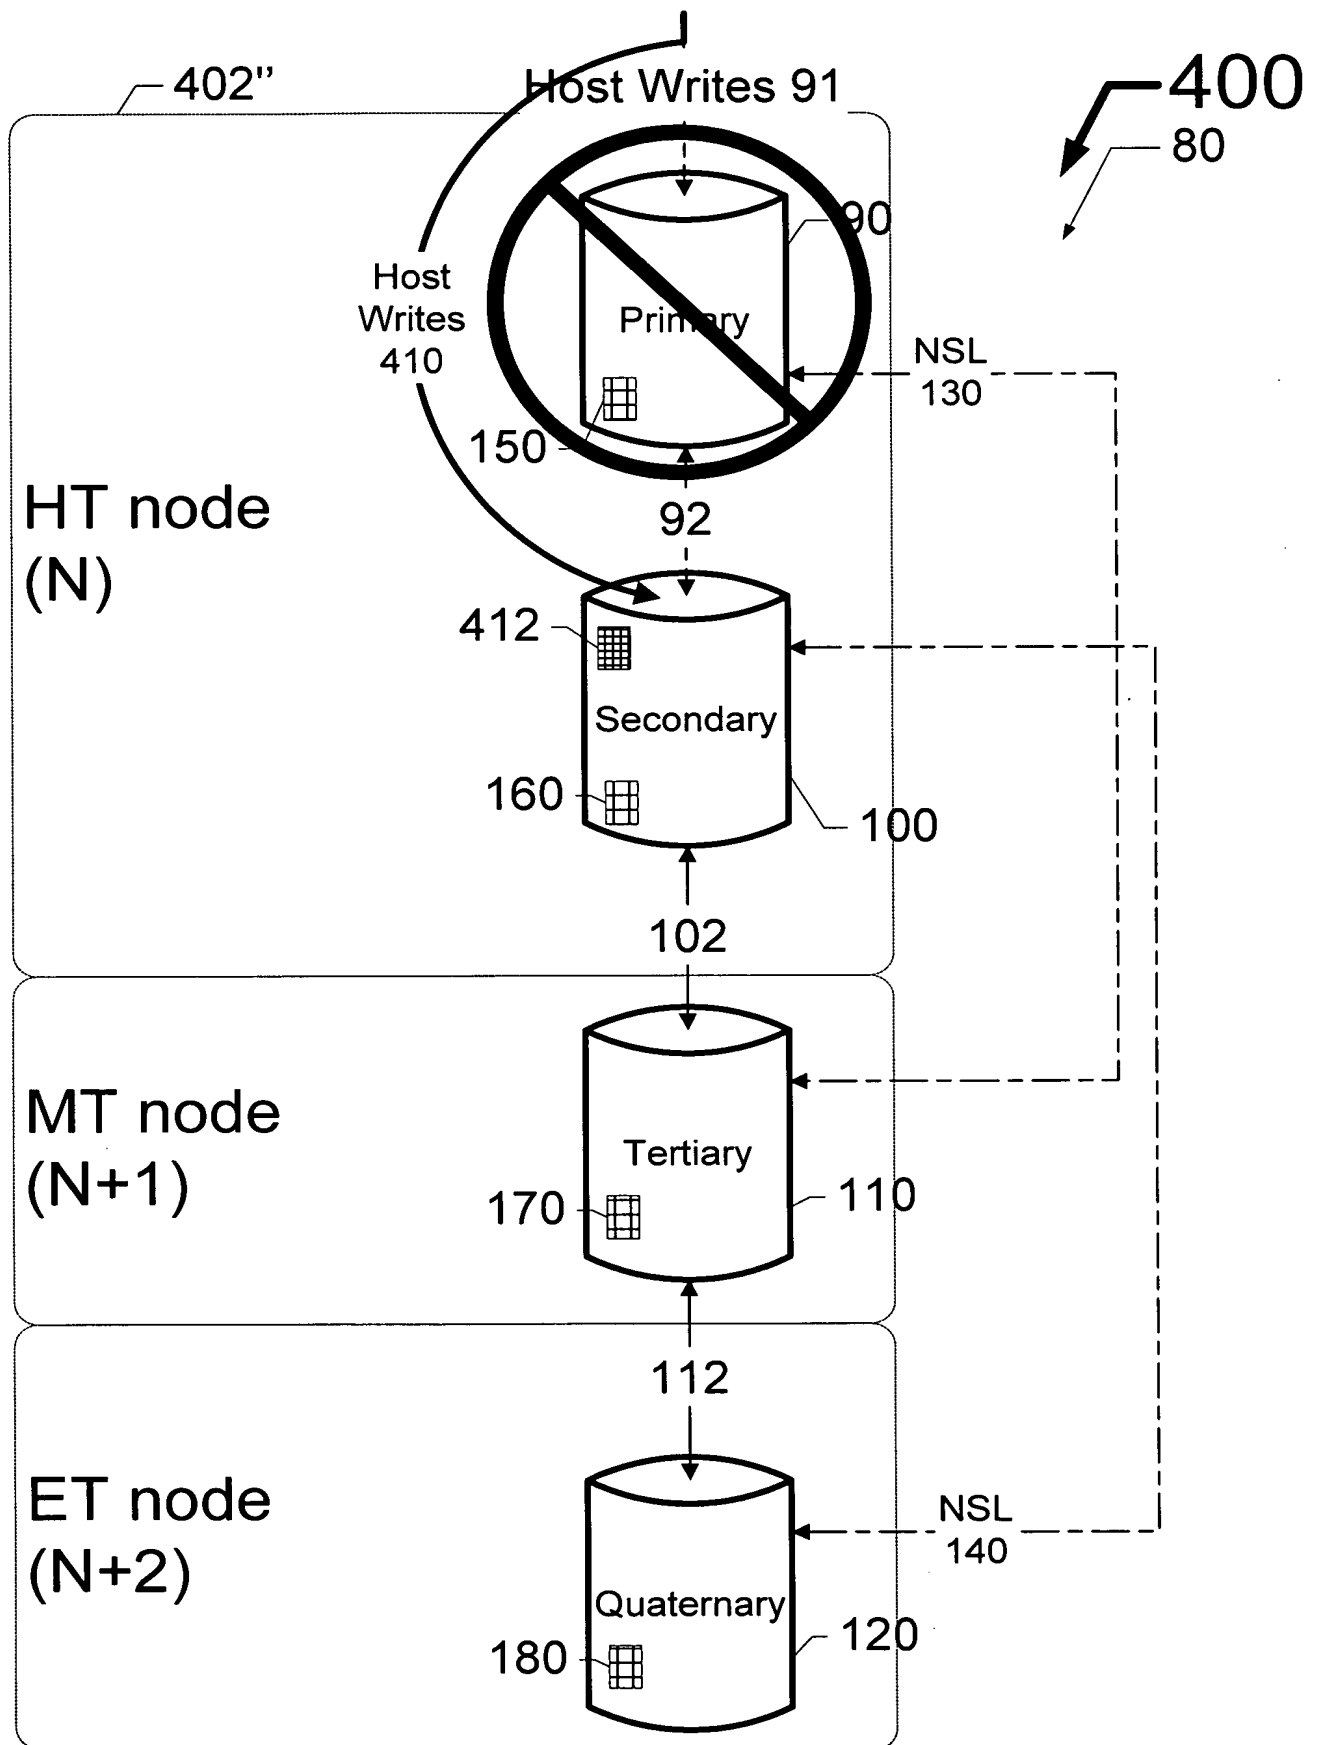 402’’
Host Writes 91
400
80
90
Host
Writes
410
Primary
NSL
130
150
HT node
(N)
92
412
Secondary
160
100
102
MT node
(N+1)
Tertiary
170
110
112
ET node
(N+2)
NSL
140
Quaternary
120
180